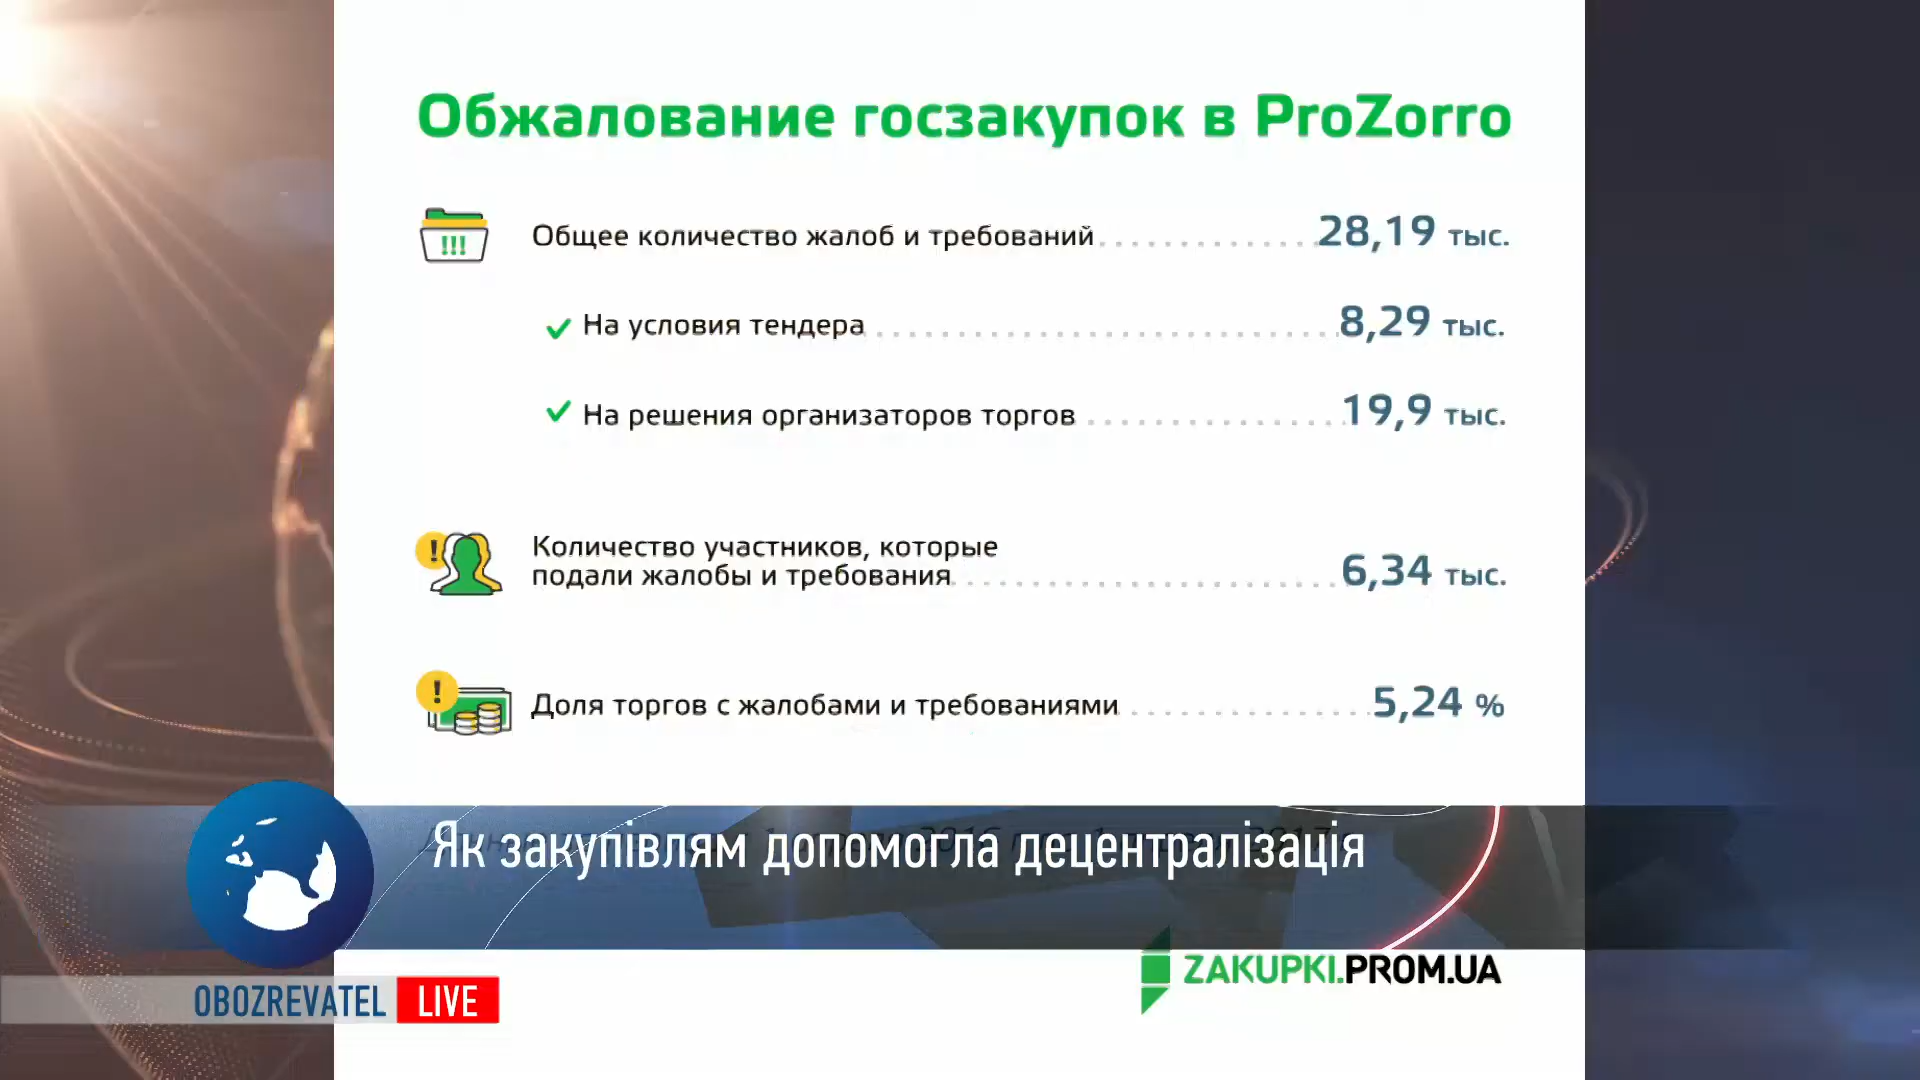 Обжалование госзакупок в ProZorro
!!!
Общее количество жалоб и требований 28,19 тыс.
На условия тендера 8,29 тыс.
На решения организаторов торгов 19,9 тыс.
!
Количество участников, которые
подали жалобы и требования 6,34 тыс.
!
Доля торгов с жалобами и требованиями 5,24 %
Як закупівлям допомогла децентралізація
ZAKUPKI.PROM.UA
OBOZREVATEL LIVE